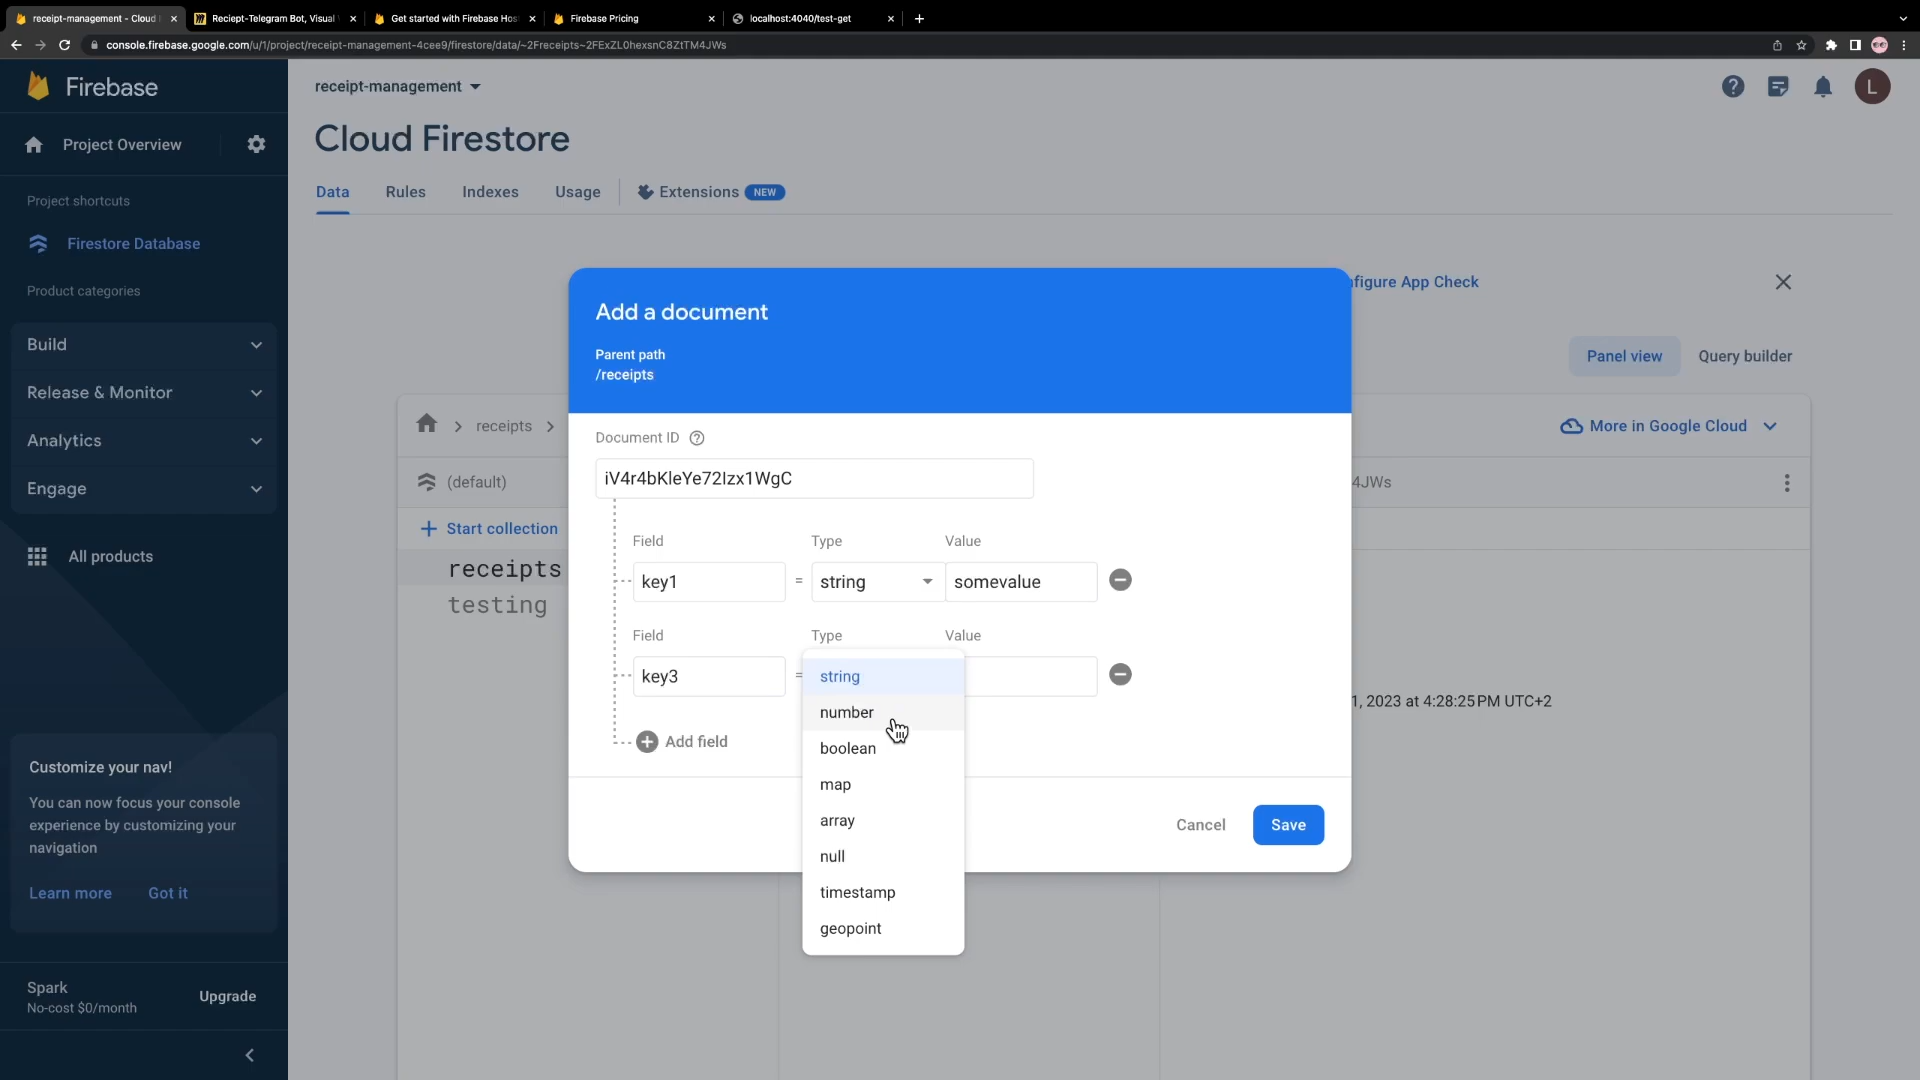 receipt-management - Cloud
Reciept-Telegram Bot, Visual
Get started with Firebase Hos
Firebase Pricing
localhost:4040/test-get
console.firebase.google.com/u/1/project/receipt-management-4cee9/firestore/data/~2Freceipts~2FExZL0hexsnC8ZtTM4JWs
Firebase
receipt-management
L
Project Overview
Cloud Firestore
Data
Rules
Indexes
Usage
Extensions
NEW
Project shortcuts
Firestore Database
Product categories
Build
Release & Monitor
Analytics
Engage
All products
nfigure App Check
Panel view
Query builder
receipts
More in Google Cloud
(default)
4JWs
Start collection
receipts
testing
1, 2023 at 4:28:25 PM UTC+2
Add a document
Parent path
/receipts
Document ID
iV4r4bKleYe72Izx1WgC
Field
Type
Value
key1
=
string
somevalue
Field
Type
Value
key3
=
string
number
boolean
map
array
null
timestamp
geopoint
Add field
Cancel
Save
Customize your nav!
You can now focus your console
experience by customizing your
navigation
Learn more
Got it
Spark
No-cost $0/month
Upgrade